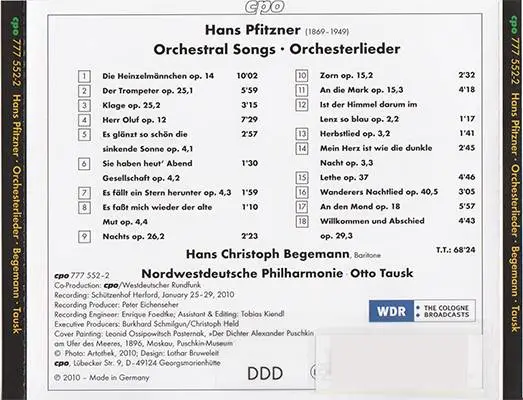 cpo
cpo 777 552-2 Hans Pfitzner · Orchesterlieder · Begemann · Tausk
Hans Pfitzner (1869-1949)
Orchestral Songs · Orchesterlieder
1 Die Heinzelmännchen op. 14 10'02
2 Der Trompeter op. 25,1 5'59
3 Klage op. 25,2 3'15
4 Herr Oluf op. 12 7'29
5 Es glänzt so schön die 2'57
sinkende Sonne op. 4,1
6 Sie haben heut' Abend 1'30
Gesellschaft op. 4,2
7 Es fällt ein Stern herunter op. 4,3 1'59
8 Es faßt mich wieder der alte 1'10
Mut op. 4,4
9 Nachts op. 26,2 2'23
10 Zorn op. 15,2 2'32
11 An die Mark op. 15,3 4'18
12 Ist der Himmel darum im
Lenz so blau op. 2,2 1'17
13 Herbstlied op. 3,2 1'41
14 Mein Herz ist wie die dunkle 2'45
Nacht op. 3,3
15 Lethe op. 37 4'46
16 Wanderers Nachtlied op. 40,5 3'05
17 An den Mond op. 18 5'57
18 Willkommen und Abschied 4'43
op. 29,3
Hans Christoph Begemann, Baritone T.T.: 68'24
Nordwestdeutsche Philharmonie · Otto Tausk
cpo 777 552-2
Co-Production: cpo/Westdeutscher Rundfunk
Recording: Schützenhof Herford, January 25-29, 2010
Recording Producer: Peter Eichenseher
Recording Engineer: Enrique Foedtke; Assistant & Editing: Tobias Kiendl
Executive Producers: Burkhard Schmilgun/Christoph Held
Cover Painting: Leonid Ossipowitsch Pasternak, »Der Dichter Alexander Puschkin
am Ufer des Meeres, 1896, Moskau, Puschkin-Museum
© Photo: Artothek, 2010; Design: Lothar Bruweleit
cpo, Lübecker Str. 9, D-49124 Georgsmarienhütte
℗ 2010 – Made in Germany
DDD
WDR THE COLOGNE
BROADCASTS
cpo 777 552-2 Hans Pfitzner · Orchesterlieder · Begemann · Tausk